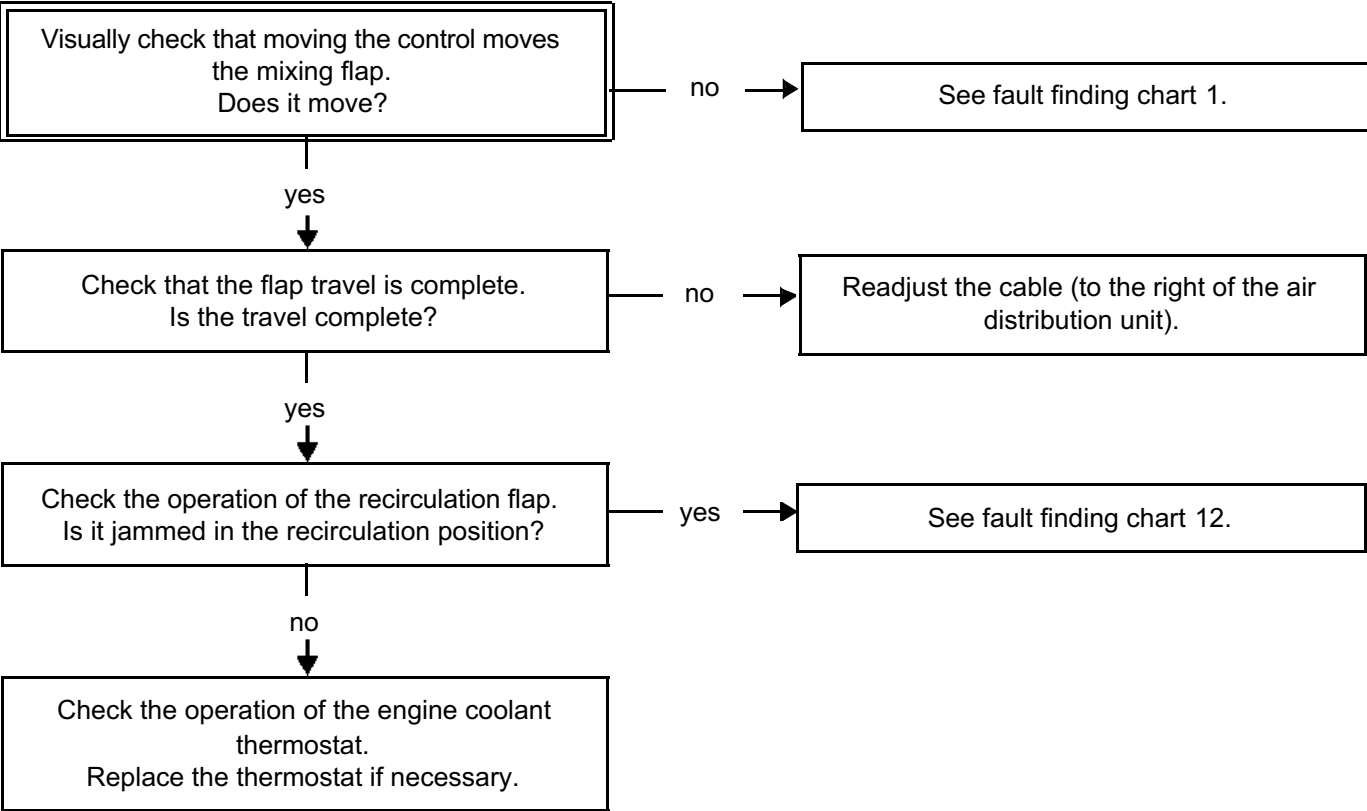 Visually check that moving the control moves
the mixing flap.
Does it move?
no
See fault finding chart 1.
yes
Check that the flap travel is complete.
Is the travel complete?
no
Readjust the cable (to the right of the air
distribution unit).
yes
Check the operation of the recirculation flap.
Is it jammed in the recirculation position?
yes
See fault finding chart 12.
no
Check the operation of the engine coolant
thermostat.
Replace the thermostat if necessary.